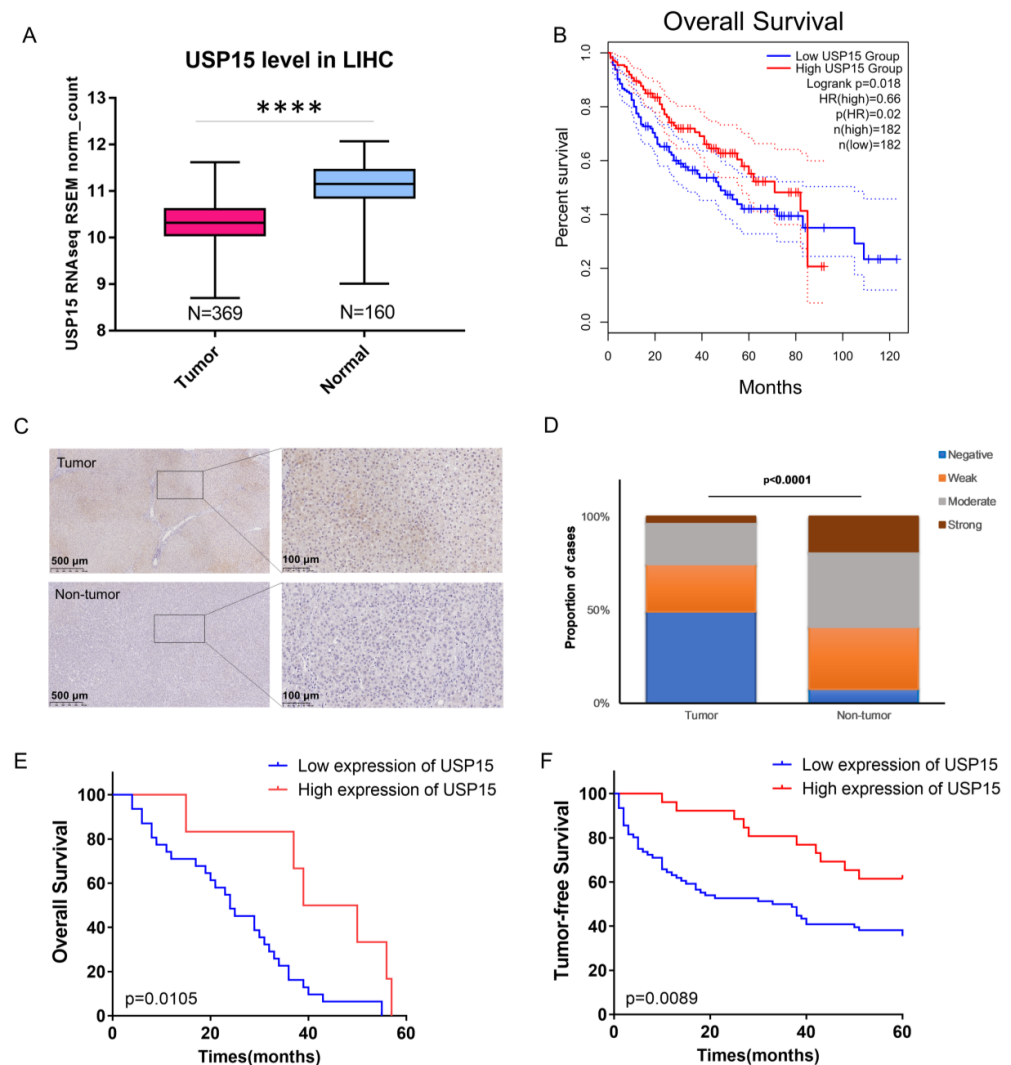 A
USP15 level in LIHC
USP15 RNAseq RSEM norm_count
13
12
11
10
9
8
****
N=369
N=160
Tumor
Normal
B
Overall Survival
Low USP15 Group
High USP15 Group
Logrank p=0.018
HR(high)=0.66
p(HR)=0.02
n(high)=182
n(low)=182
Percent survival
1.0
0.8
0.6
0.4
0.2
0.0
0 20 40 60 80 100 120
Months
C
Tumor
500 µm
100 µm
Non-tumor
500 µm
100 µm
D
Negative
Weak
Moderate
Strong
p<0.0001
Proportion of cases
100%
50%
0%
Tumor
Non-tumor
E
Low expression of USP15
High expression of USP15
Overall Survival
100
80
60
40
20
0
p=0.0105
0 20 40 60
Times(months)
F
Low expression of USP15
High expression of USP15
Tumor-free Survival
100
80
60
40
20
0
p=0.0089
0 20 40 60
Times(months)